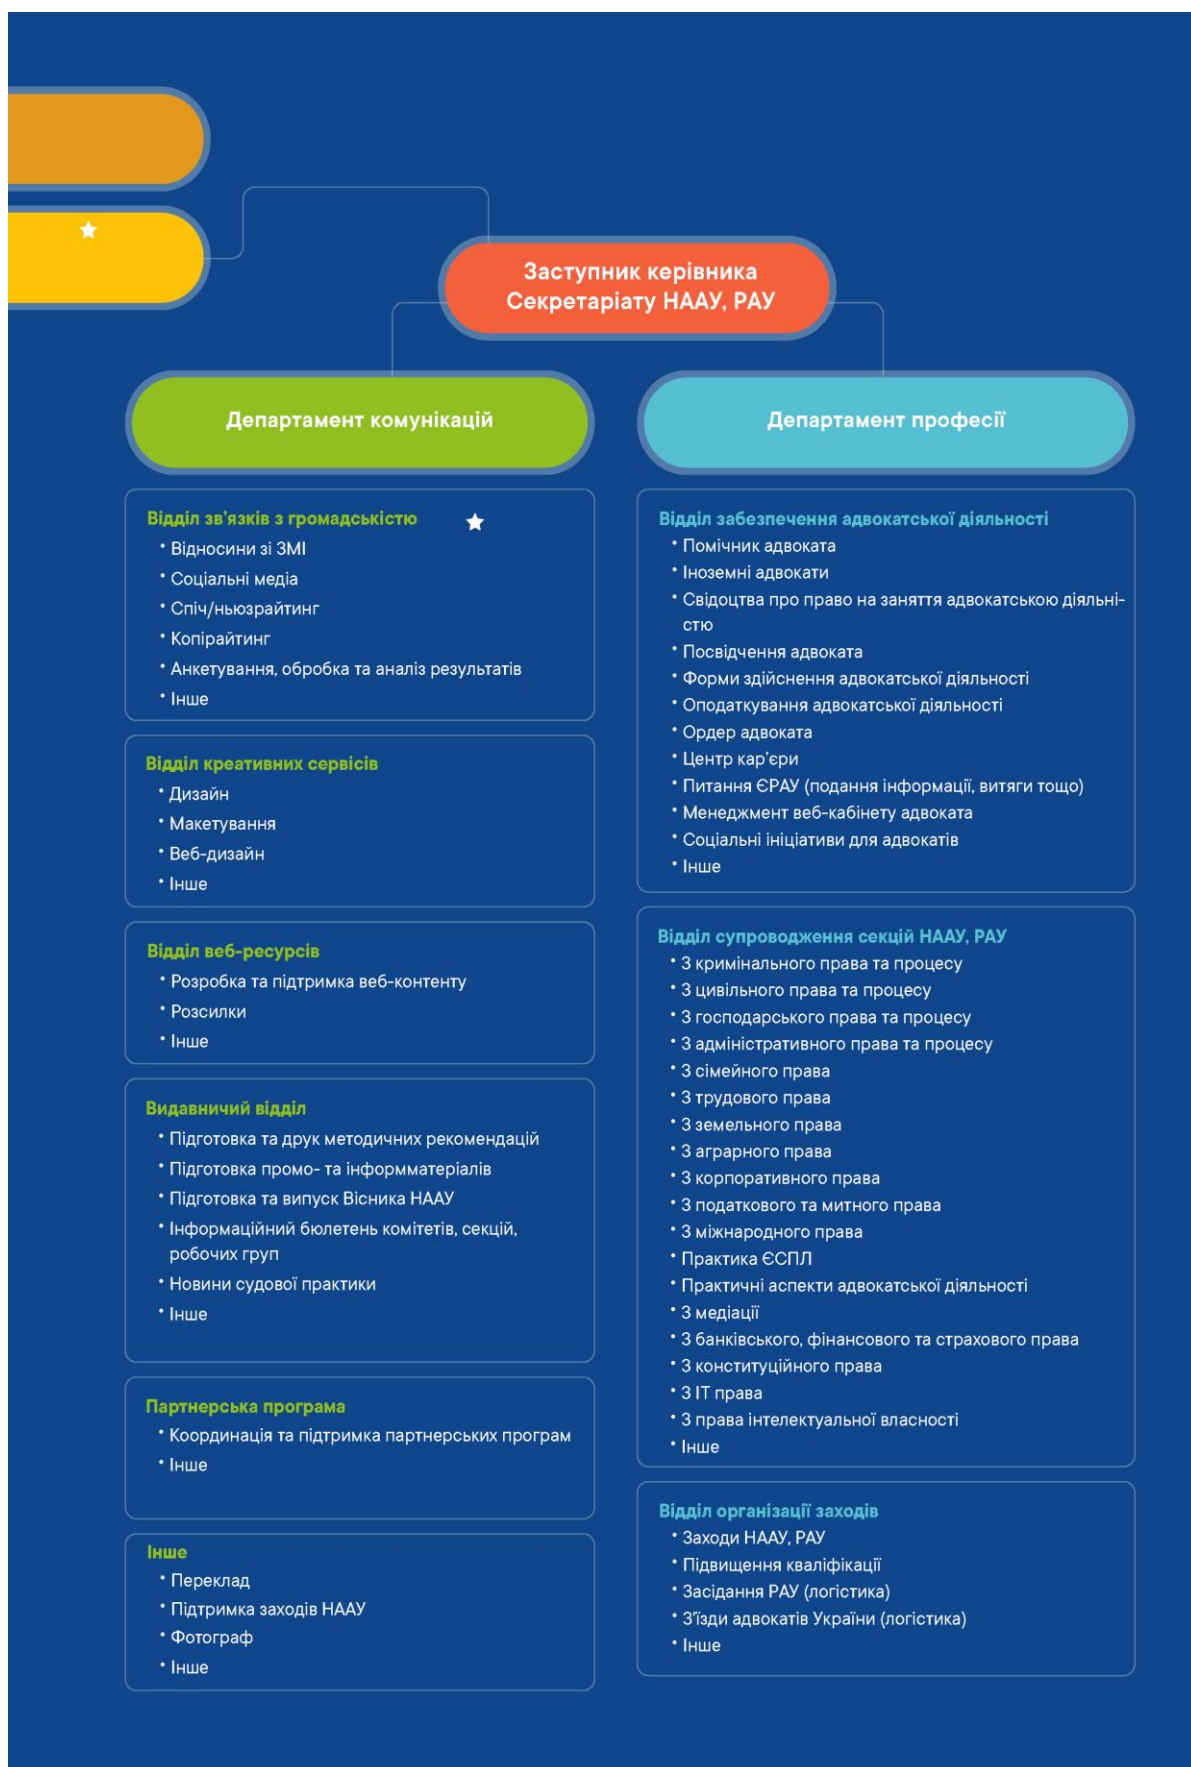 Заступник керівника
Секретаріату НААУ, РАУ
Департамент комунікацій
Відділ зв'язків з громадськістю
• Відносини зі ЗМІ
• Соціальні медіа
• Спіч/ньюзрайтинг
• Копірайтинг
• Анкетування, обробка та аналіз результатів
• Інше
Відділ креативних сервісів
• Дизайн
• Макетування
• Веб-дизайн
• Інше
Відділ веб-ресурсів
• Розробка та підтримка веб-контенту
• Розсилки
• Інше
Видавничий відділ
• Підготовка та друк методичних рекомендацій
• Підготовка промо- та інформматеріалів
• Підготовка та випуск Вісника НААУ
• Інформаційний бюлетень комітетів, секцій,
робочих груп
• Новини судової практики
• Інше
Партнерська програма
• Координація та підтримка партнерських програм
• Інше
Інше
• Переклад
• Підтримка заходів НААУ
• Фотограф
• Інше
Департамент професії
Відділ забезпечення адвокатської діяльності
• Помічник адвоката
• Іноземні адвокати
• Свідоцтва про право на заняття адвокатською діяльні-
стю
• Посвідчення адвоката
• Форми здійснення адвокатської діяльності
• Оподаткування адвокатської діяльності
• Ордер адвоката
• Центр кар'єри
• Питання ЄРАУ (подання інформації, витяги тощо)
• Менеджмент веб-кабінету адвоката
• Соціальні ініціативи для адвокатів
• Інше
Відділ супроводження секцій НААУ, РАУ
• З кримінального права та процесу
• З цивільного права та процесу
• З господарського права та процесу
• З адміністративного права та процесу
• З сімейного права
• З трудового права
• З земельного права
• З аграрного права
• З корпоративного права
• З податкового та митного права
• З міжнародного права
• Практика ЄСПЛ
• Практичні аспекти адвокатської діяльності
• З медіації
• З банківського, фінансового та страхового права
• З конституційного права
• З ІТ права
• З права інтелектуальної власності
• Інше
Відділ організації заходів
• Заходи НААУ, РАУ
• Підвищення кваліфікації
• Засідання РАУ (логістика)
• З'їзди адвокатів України (логістика)
• Інше